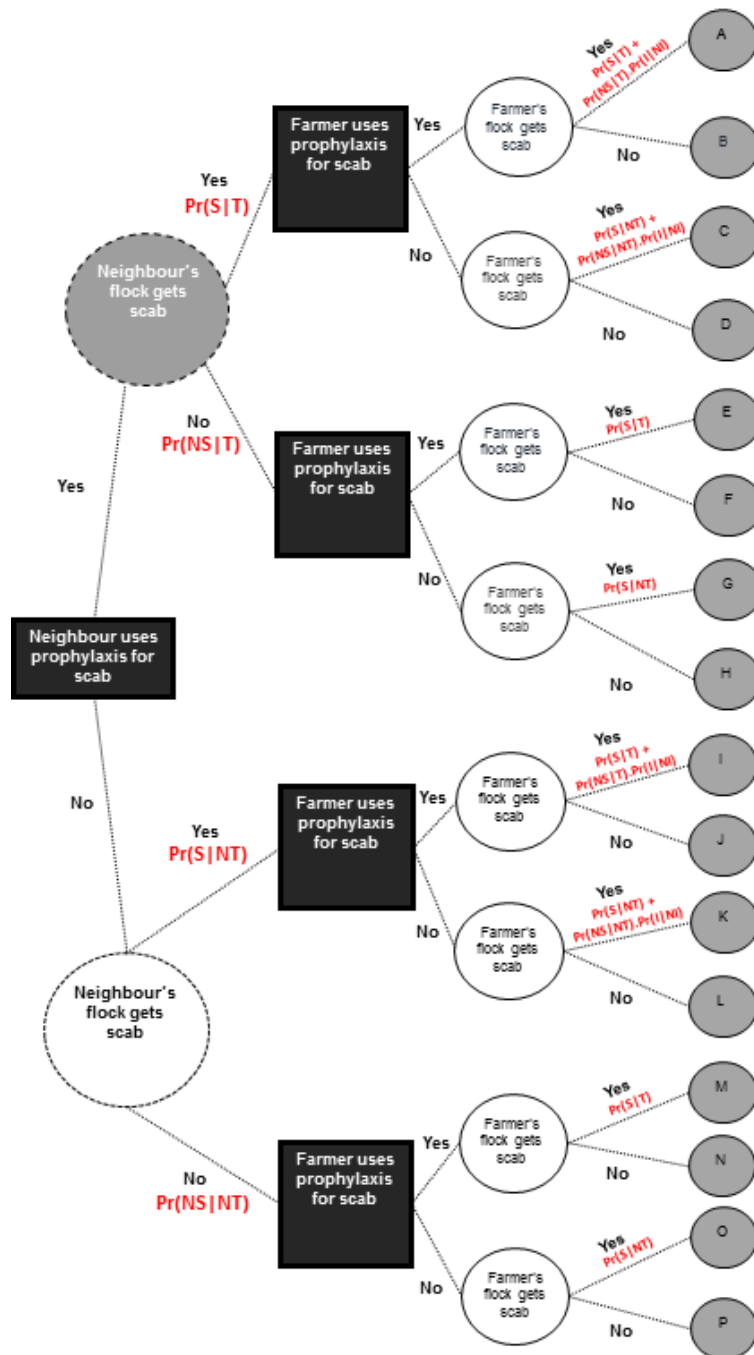 A
Yes
Pr(S|T) +
Pr(NS|T).Pr(I|NI)
Farmer's
flock gets
scab
Farmer uses
prophylaxis
for scab
Yes
B
No
Yes
Pr(S|T)
C
Yes
Pr(S|NT) +
Pr(NS|NT).Pr(I|NI)
No
Farmer's
flock gets
scab
Neighbour's
flock gets
scab
D
No
E
Yes
Pr(S|T)
No
Pr(NS|T)
Farmer uses
prophylaxis
for scab
Yes
Farmer's
flock gets
scab
Yes
F
No
No
G
Yes
Pr(S|NT)
Farmer's
flock gets
scab
Neighbour uses
prophylaxis for
scab
H
No
I
Yes
Pr(S|T) +
Pr(NS|T).Pr(I|NI)
No
Farmer uses
prophylaxis
for scab
Yes
Farmer's
flock gets
scab
Yes
Pr(S|NT)
J
No
K
Yes
Pr(S|NT) +
Pr(NS|NT).Pr(I|NI)
No
Farmer's
flock gets
scab
Neighbour's
flock gets
scab
L
No
M
Yes
Pr(S|T)
Farmer's
flock gets
scab
Yes
Farmer uses
prophylaxis
for scab
No
Pr(NS|NT)
N
No
O
Yes
Pr(S|NT)
No
Farmer's
flock gets
scab
P
No